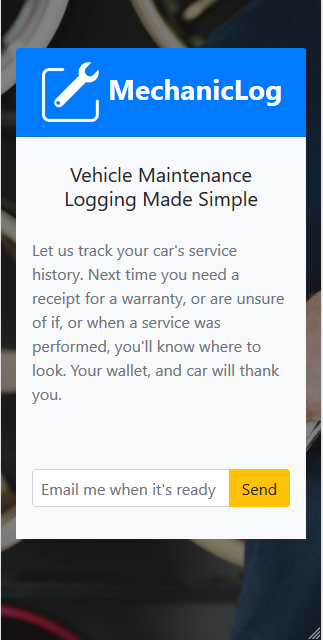 MechanicLog
Vehicle Maintenance
Logging Made Simple
Let us track your car's service
history. Next time you need a
receipt for a warranty, or are unsure
of if, or when a service was
performed, you'll know where to
look. Your wallet, and car will thank
you.
Email me when it's ready Send